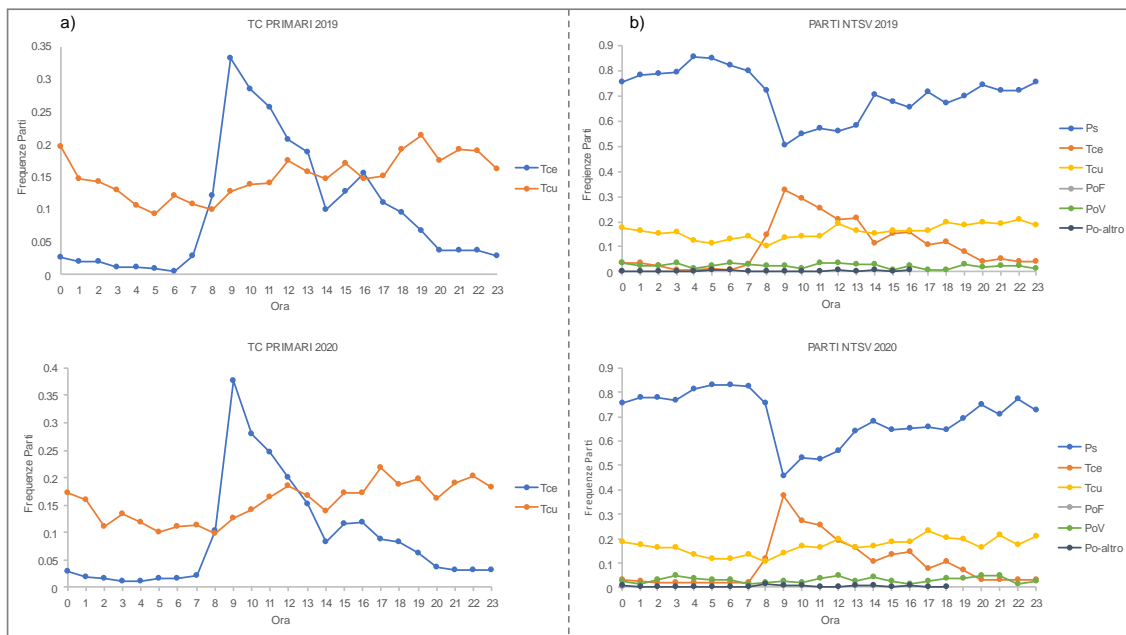 a)
TC PRIMARI 2019
0.35
0.3
0.25
0.2
0.15
0.1
0.05
0
Frequenze Parti
0 1 2 3 4 5 6 7 8 9 10 11 12 13 14 15 16 17 18 19 20 21 22 23
Ora
Tce
Tcu
TC PRIMARI 2020
0.4
0.35
0.3
0.25
0.2
0.15
0.1
0.05
0
Frequenze Parti
0 1 2 3 4 5 6 7 8 9 10 11 12 13 14 15 16 17 18 19 20 21 22 23
Ora
Tce
Tcu
b)
PARTI NTSV 2019
0.9
0.8
0.7
0.6
0.5
0.4
0.3
0.2
0.1
0
Freqienze Parti
0 1 2 3 4 5 6 7 8 9 10 11 12 13 14 15 16 17 18 19 20 21 22 23
Ora
Ps
Tce
Tcu
PoF
PoV
Po-altro
PARTI NTSV 2020
0.9
0.8
0.7
0.6
0.5
0.4
0.3
0.2
0.1
0
Frequenze Parti
0 1 2 3 4 5 6 7 8 9 10 11 12 13 14 15 16 17 18 19 20 21 22 23
Ora
Ps
Tce
Tcu
PoF
PoV
Po-altro